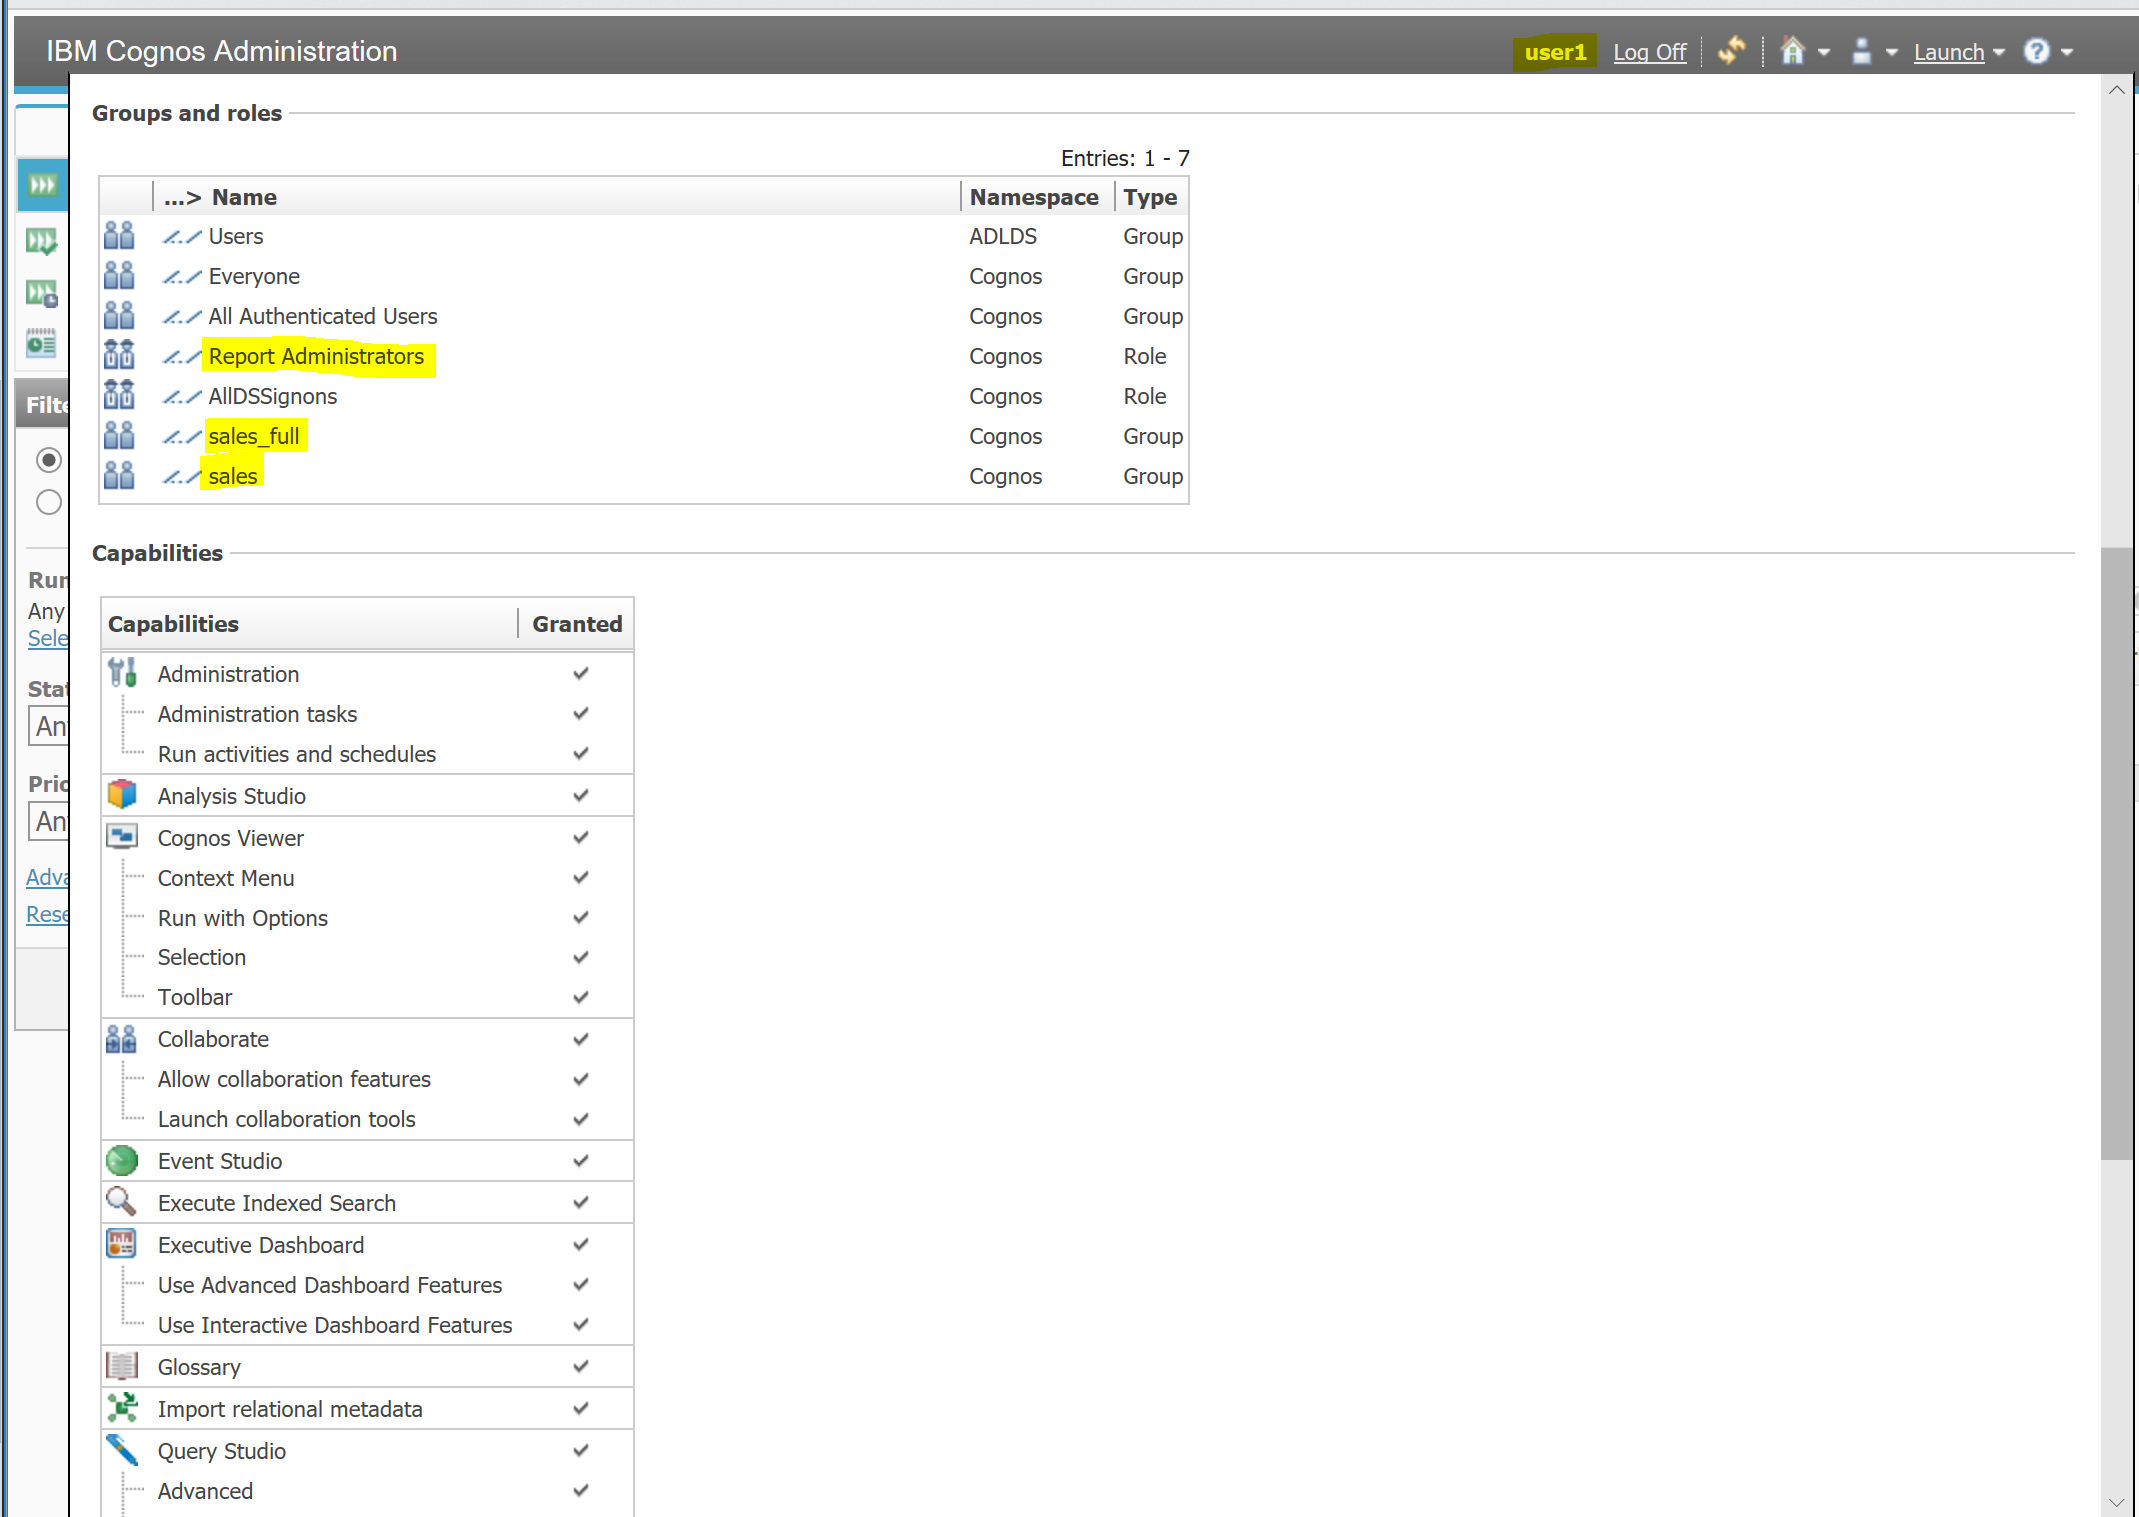 IBM Cognos Administration user1 Log Off Launch
Groups and roles
Entries: 1 - 7
...> Name Namespace Type
Users ADLDS Group
Everyone Cognos Group
All Authenticated Users Cognos Group
Report Administrators Cognos Role
AllDSSignons Cognos Role
sales_full Cognos Group
sales Cognos Group
Capabilities
Capabilities Granted
Administration
Administration tasks
Run activities and schedules
Analysis Studio
Cognos Viewer
Context Menu
Run with Options
Selection
Toolbar
Collaborate
Allow collaboration features
Launch collaboration tools
Event Studio
Execute Indexed Search
Executive Dashboard
Use Advanced Dashboard Features
Use Interactive Dashboard Features
Glossary
Import relational metadata
Query Studio
Advanced
Any